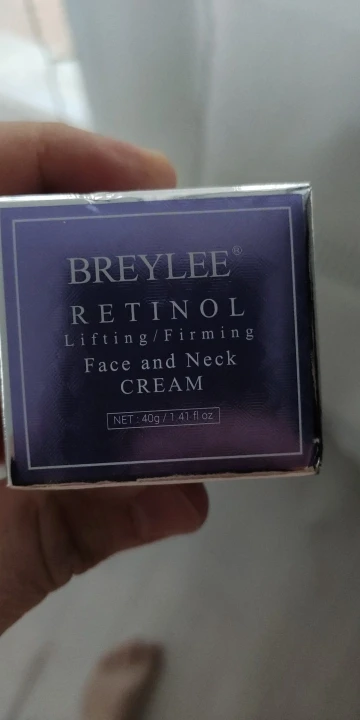 BREYLEE®
RETINOL
Lifting/Firming
Face and Neck
CREAM
NET : 40g / 1.41 fl oz